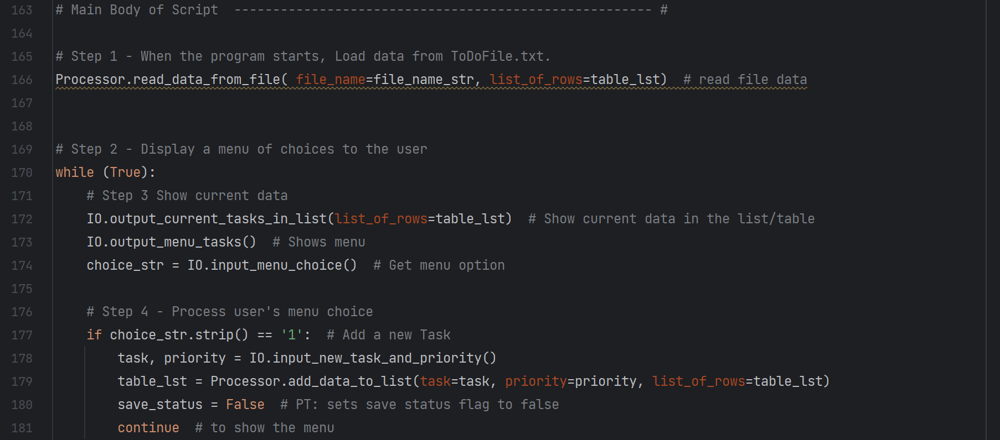 163 # Main Body of Script  ------------------------------------------------------ #
164
165 # Step 1 - When the program starts, Load data from ToDoFile.txt.
166 Processor.read_data_from_file( file_name=file_name_str, list_of_rows=table_lst)  # read file data
167
168
169 # Step 2 - Display a menu of choices to the user
170 while (True):
171     # Step 3 Show current data
172     IO.output_current_tasks_in_list(list_of_rows=table_lst)  # Show current data in the list/table
173     IO.output_menu_tasks()  # Shows menu
174     choice_str = IO.input_menu_choice()  # Get menu option
175
176     # Step 4 - Process user's menu choice
177     if choice_str.strip() == '1':  # Add a new Task
178         task, priority = IO.input_new_task_and_priority()
179         table_lst = Processor.add_data_to_list(task=task, priority=priority, list_of_rows=table_lst)
180         save_status = False  # PT: sets save status flag to false
181         continue  # to show the menu